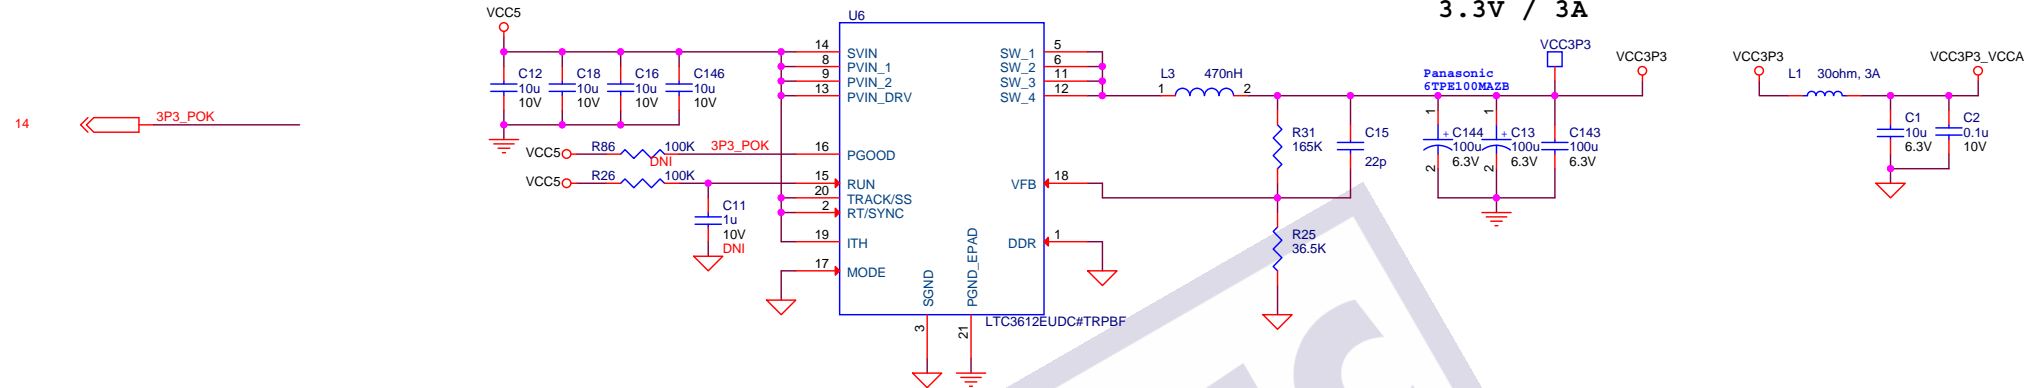 3.3V / 3A
VCC5
U6
C12
10u
10V
C18
10u
10V
C16
10u
10V
C146
10u
10V
14
3P3_POK
VCC5
R86
100K
DNI
3P3_POK
VCC5
R26
100K
C11
1u
10V
DNI
14
SVIN
8
PVIN_1
9
PVIN_2
13
PVIN_DRV
16
PGOOD
15
RUN
20
TRACK/SS
2
RT/SYNC
19
ITH
17
MODE
SW_1
5
SW_2
6
SW_3
11
SW_4
12
VFB
18
DDR
1
SGND
3
PGND_EPAD
21
LTC3612EUDC#TRPBF
L3
470nH
1
2
R31
165K
C15
22p
R25
36.5K
Panasonic
6TPE100MAZB
VCC3P3
VCC3P3
1
+
C144
100u
6.3V
2
1
+
C13
100u
6.3V
2
C143
100u
6.3V
VCC3P3
L1
30ohm, 3A
VCC3P3_VCCA
C1
10u
6.3V
C2
0.1u
10V